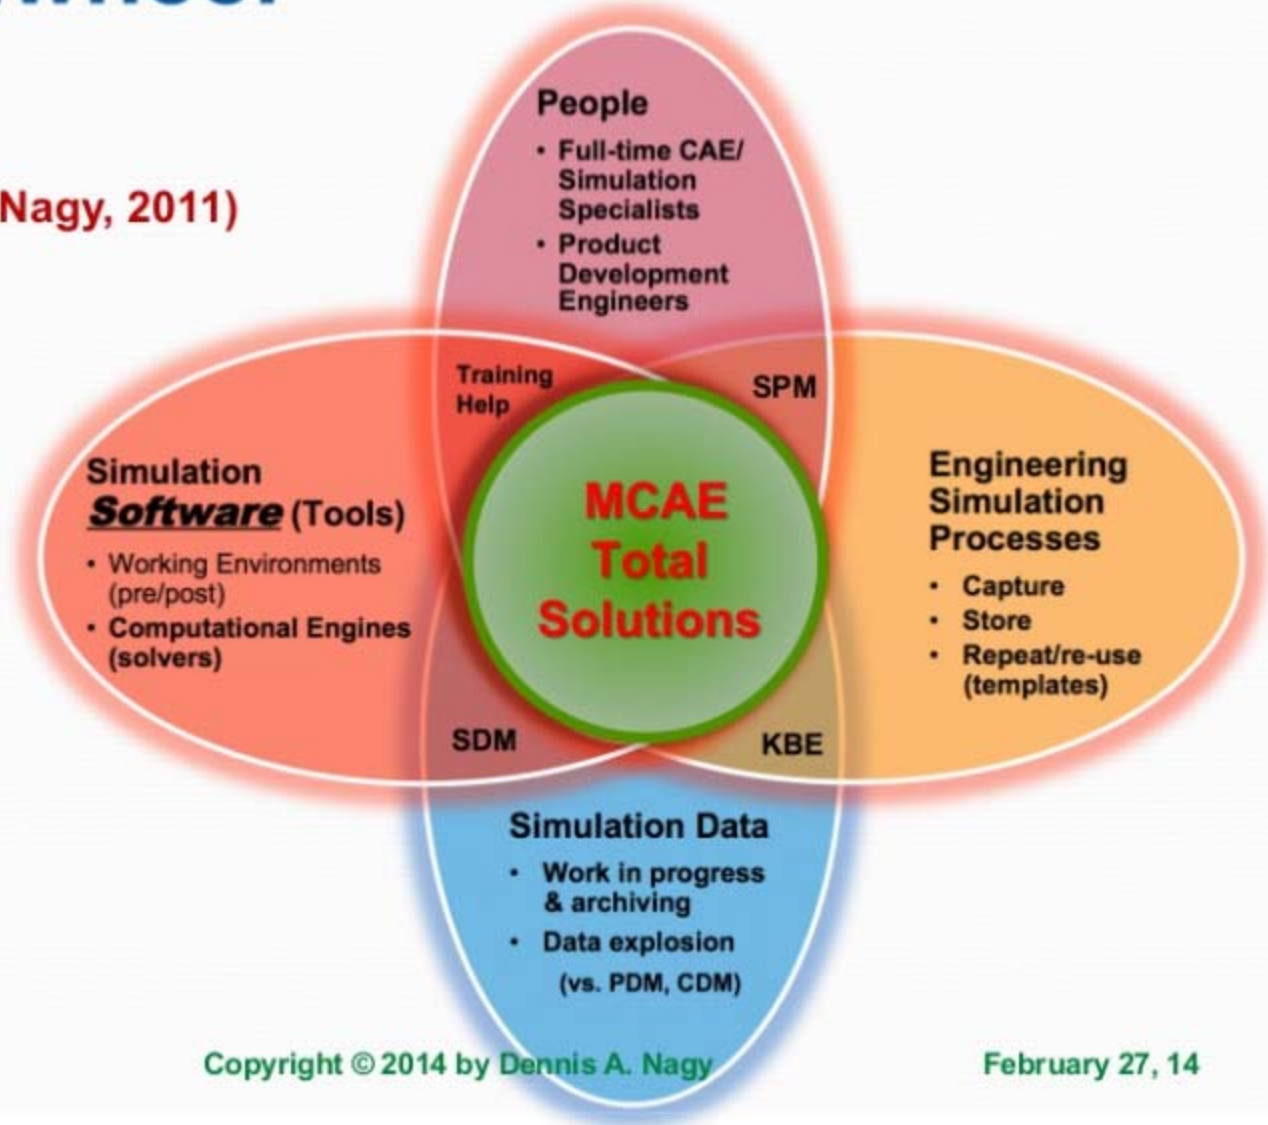 Nagy, 2011)
People
• Full-time CAE/
Simulation
Specialists
• Product
Development
Engineers
Training
Help
SPM
Simulation
Software (Tools)
• Working Environments
(pre/post)
• Computational Engines
(solvers)
MCAE
Total
Solutions
Engineering
Simulation
Processes
• Capture
• Store
• Repeat/re-use
(templates)
SDM
KBE
Simulation Data
• Work in progress
& archiving
• Data explosion
(vs. PDM, CDM)
Copyright © 2014 by Dennis A. Nagy
February 27, 14